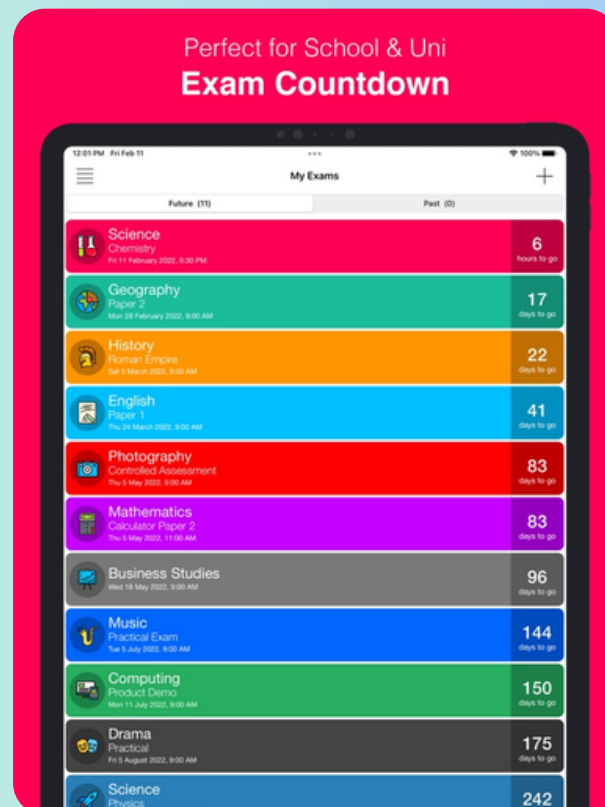 Perfect for School & Uni
Exam Countdown
12:01 PM Fri Feb 11
100%
My Exams
Future (11)
Past (0)
Science
Chemistry
Fri 11 February 2022, 6:30 PM
6
hours to go
Geography
Paper 2
Mon 28 February 2022, 9:00 AM
17
days to go
History
Roman Empire
Sat 5 March 2022, 9:00 AM
22
days to go
English
Paper 1
Thu 24 March 2022, 9:00 AM
41
days to go
Photography
Controlled Assessment
Thu 5 May 2022, 9:00 AM
83
days to go
Mathematics
Calculator Paper 2
Thu 5 May 2022, 11:00 AM
83
days to go
Business Studies
Wed 18 May 2022, 9:00 AM
96
days to go
Music
Practical Exam
Tue 5 July 2022, 9:00 AM
144
days to go
Computing
Product Demo
Mon 11 July 2022, 9:00 AM
150
days to go
Drama
Practical
Fri 5 August 2022, 9:00 AM
175
days to go
Science
Physics
242